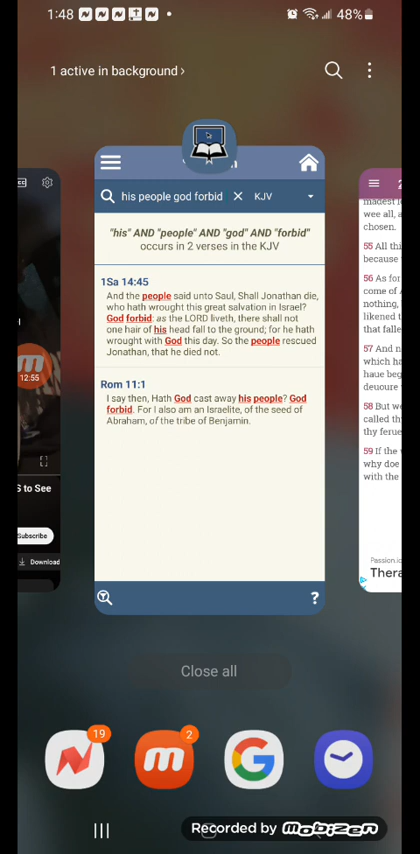 1:48
48%
1 active in background >
12:55
S to See
Subscribe
Download
his people god forbid
KJV
"his" AND "people" AND "god" AND "forbid"
occurs in 2 verses in the KJV
1Sa 14:45
And the people said unto Saul, Shall Jonathan die,
who hath wrought this great salvation in Israel?
God forbid: as the LORD liveth, there shall not
one hair of his head fall to the ground; for he hath
wrought with God this day. So the people rescued
Jonathan, that he died not.
Rom 11:1
I say then, Hath God cast away his people? God
forbid. For I also am an Israelite, of the seed of
Abraham, of the tribe of Benjamin.
?
2
madest
wee all, a
chosen.
55 All thi
because
56 As for
come of A
nothing,
likened t
that falle
57 And n
which ha
haue beg
deuoure
58 But we
called thy
thy ferue
59 If the
why doe
with the
Passion.io
Thera
Close all
19
2
m
G
Recorded by mobizen